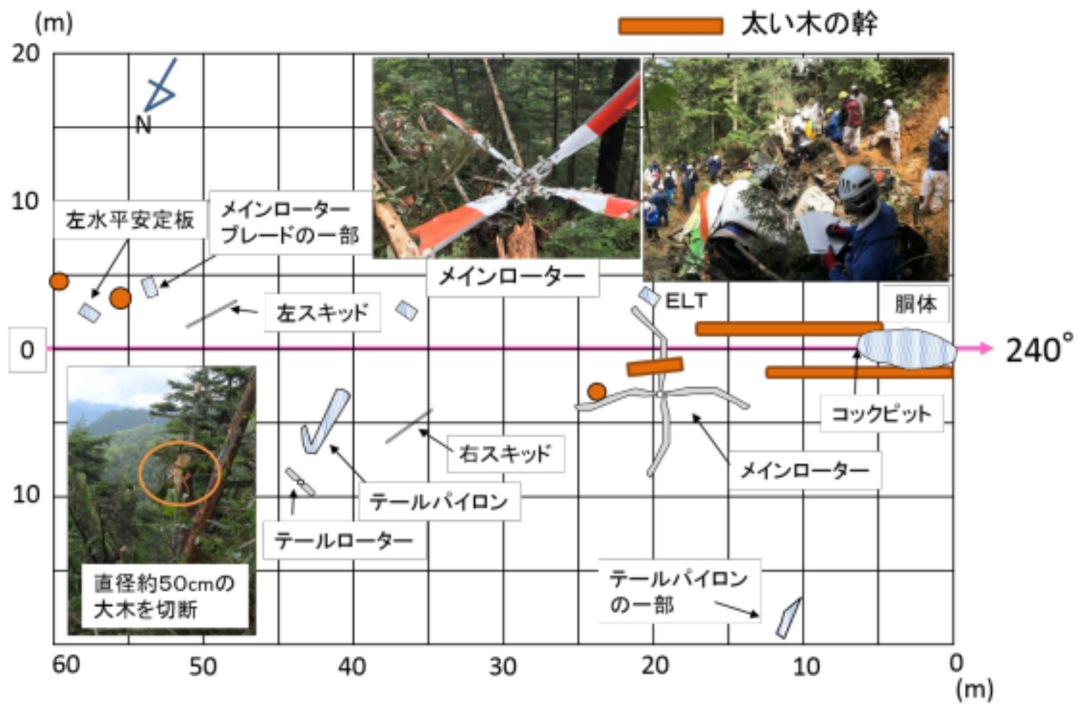 (m)
太い木の幹
20
N
10
左水平安定板
メインローター
ブレードの一部
メインローター
左スキッド
ELT
胴体
0
240°
コックピット
右スキッド
メインローター
10
テールパイロン
テールローター
直径約50cmの
大木を切断
テールパイロン
の一部
60
50
40
30
20
10
0
(m)